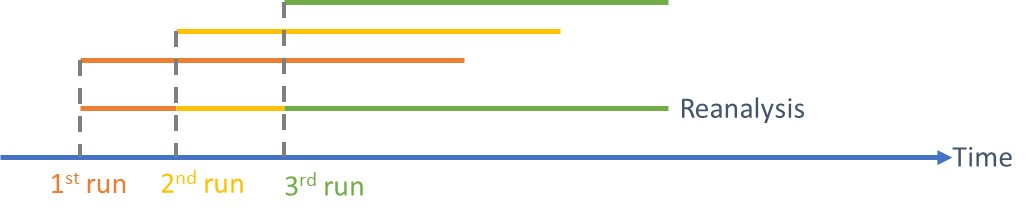 Reanalysis
Time
1st run
2nd run
3rd run